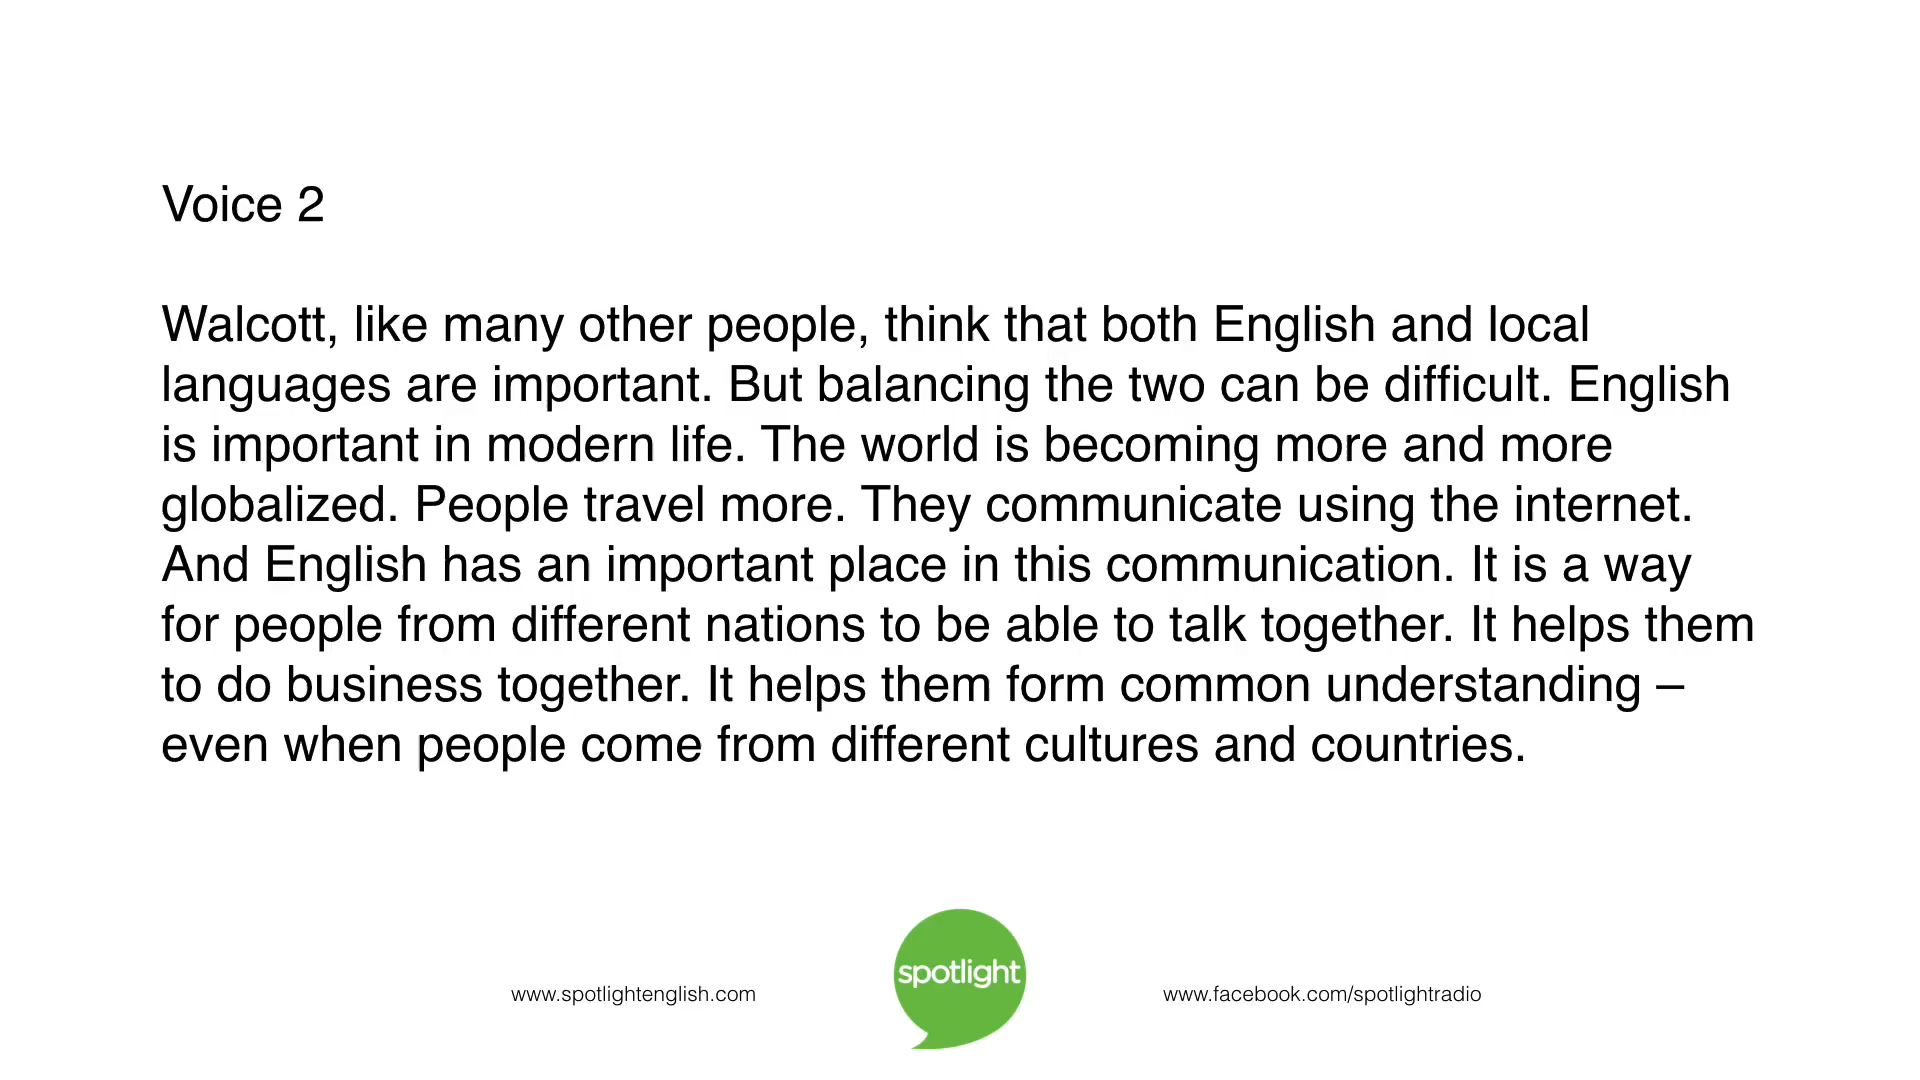 Voice 2
Walcott, like many other people, think that both English and local
languages are important. But balancing the two can be difficult. English
is important in modern life. The world is becoming more and more
globalized. People travel more. They communicate using the internet.
And English has an important place in this communication. It is a way
for people from different nations to be able to talk together. It helps them
to do business together. It helps them form common understanding –
even when people come from different cultures and countries.
www.spotlightenglish.com
spotlight
www.facebook.com/spotlightradio